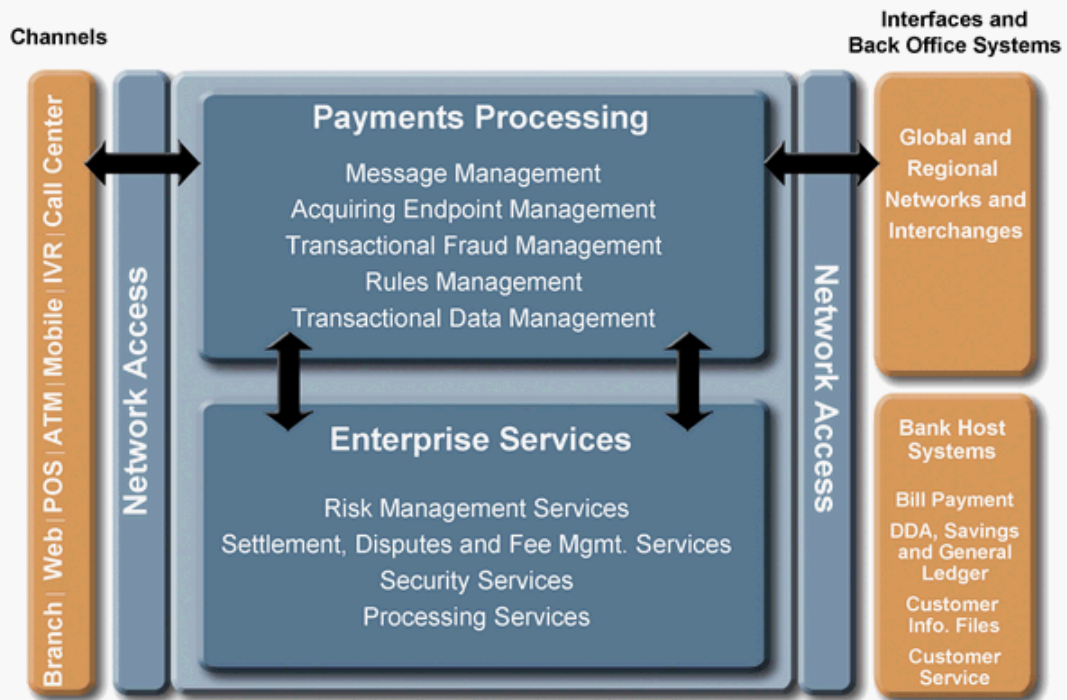 Channels
Interfaces and
Back Office Systems
Branch | Web | POS | ATM | Mobile | IVR | Call Center
Network Access
Payments Processing
Message Management
Acquiring Endpoint Management
Transactional Fraud Management
Rules Management
Transactional Data Management
Enterprise Services
Risk Management Services
Settlement, Disputes and Fee Mgmt. Services
Security Services
Processing Services
Network Access
Global and
Regional
Networks and
Interchanges
Bank Host
Systems
Bill Payment
DDA, Savings
and General
Ledger
Customer
Info. Files
Customer
Service